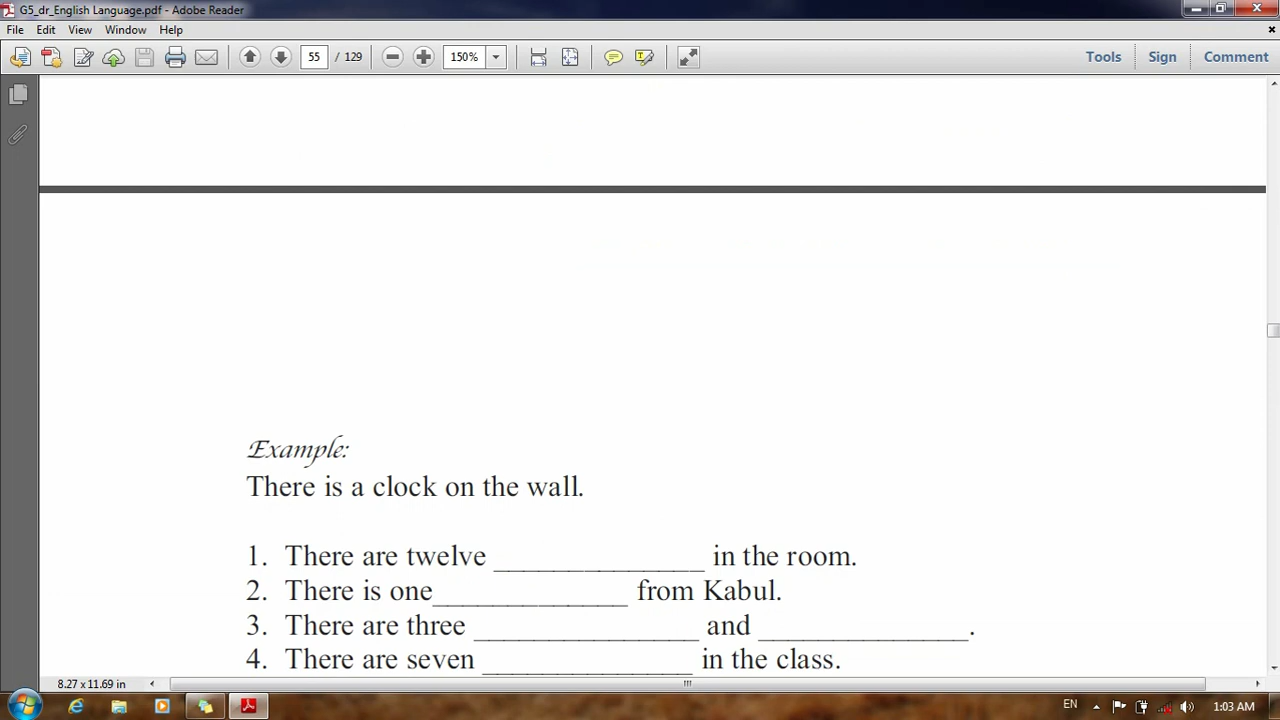 G5_dr_English Language.pdf - Adobe Reader
File Edit View Window Help
55 / 129 150% Tools Sign Comment
Example:
There is a clock on the wall.
1. There are twelve ______________ in the room.
2. There is one_____________ from Kabul.
3. There are three _______________ and ______________.
4. There are seven ______________ in the class.
8.27 x 11.69 in
EN 1:03 AM